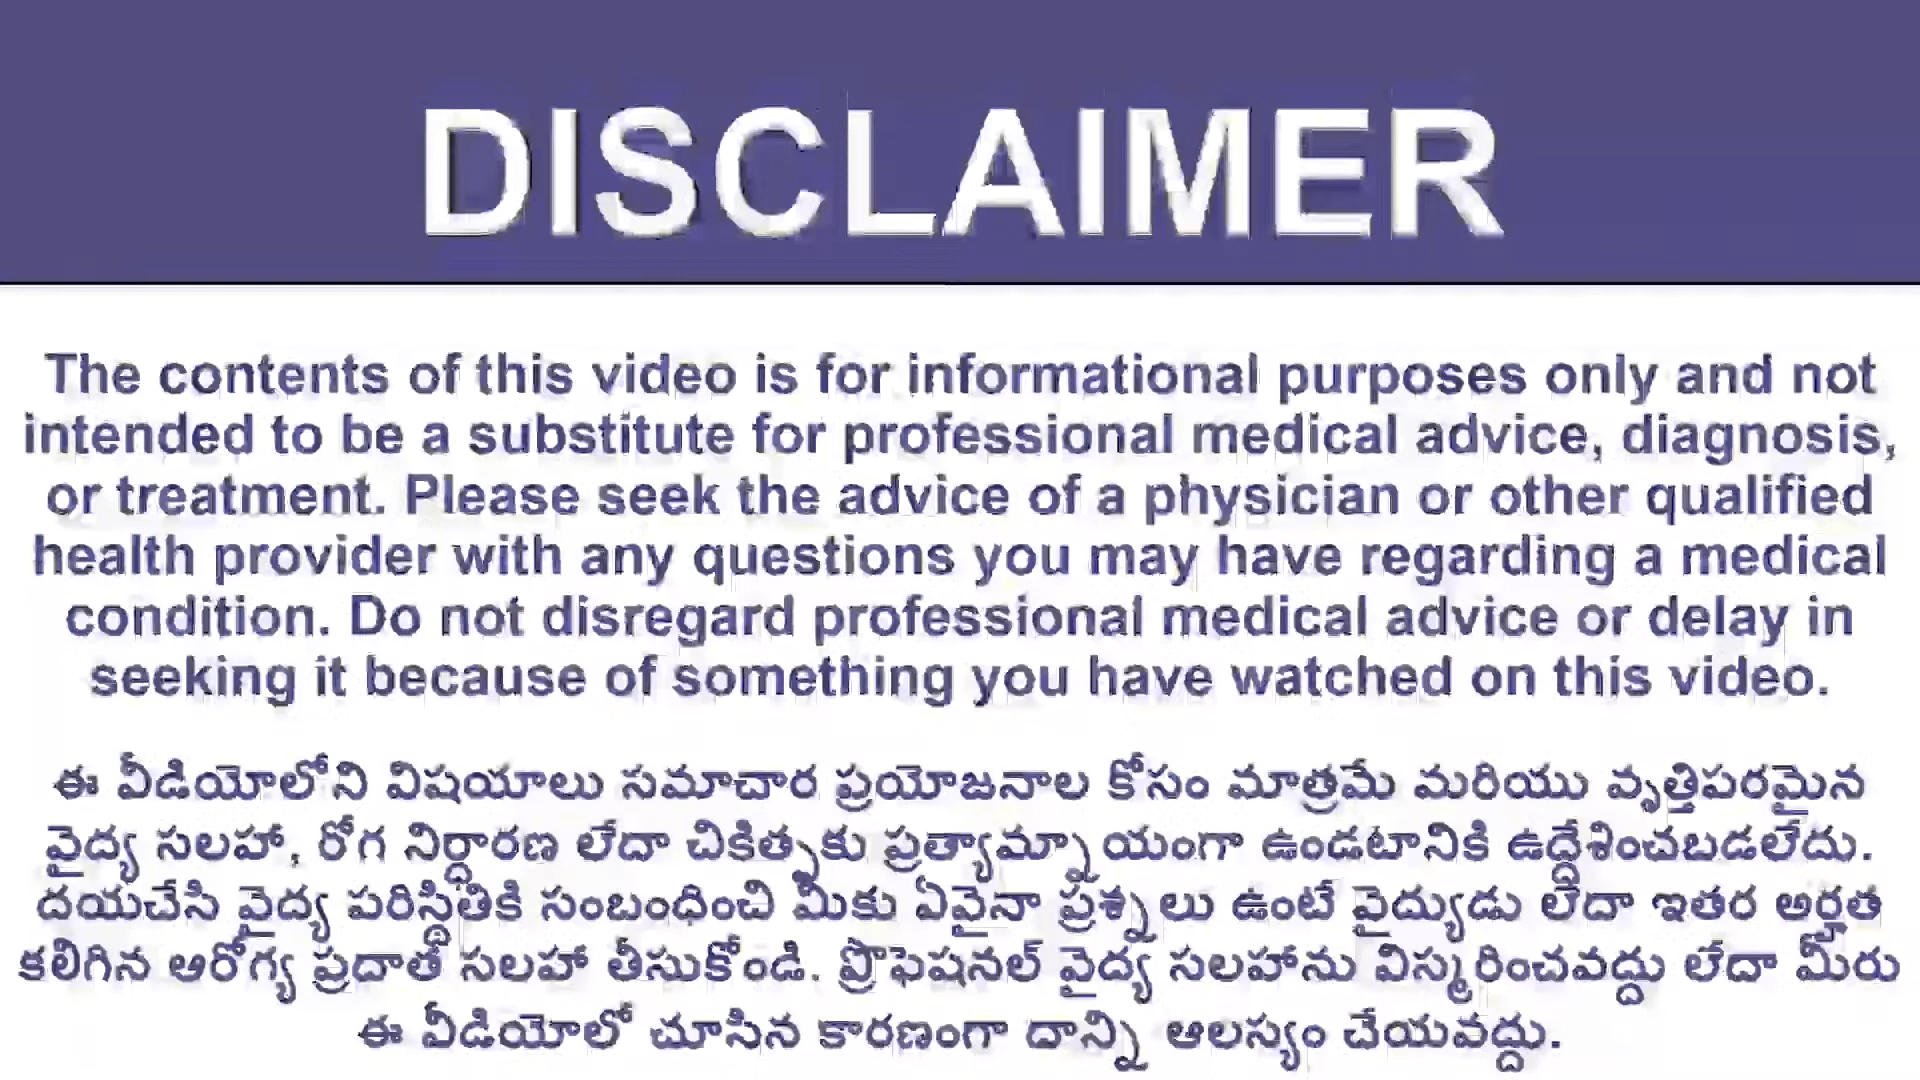 DISCLAIMER
The contents of this video is for informational purposes only and not
intended to be a substitute for professional medical advice, diagnosis,
or treatment. Please seek the advice of a physician or other qualified
health provider with any questions you may have regarding a medical
condition. Do not disregard professional medical advice or delay in
seeking it because of something you have watched on this video.
ఈ వీడియోలోని విషయాలు సమాచార ప్రయోజనాల కోసం మాత్రమే మరియు వృత్తిపరమైన
వైద్య సలహా, రోగ నిర్ధారణ లేదా చికిత్సకు ప్రత్యామ్నాయంగా ఉండటానికి ఉద్దేశించబడలేదు.
దయచేసి వైద్య పరిస్థితికి సంబంధించి మీకు ఏవైనా ప్రశ్నలు ఉంటే వైద్యుడు లేదా ఇతర అర్హత
కలిగిన ఆరోగ్య ప్రదాత సలహా తీసుకోండి. ప్రొఫెషనల్ వైద్య సలహాను విస్మరించవద్దు లేదా మీరు
ఈ వీడియోలో చూసిన కారణంగా దాన్ని ఆలస్యం చేయవద్దు.